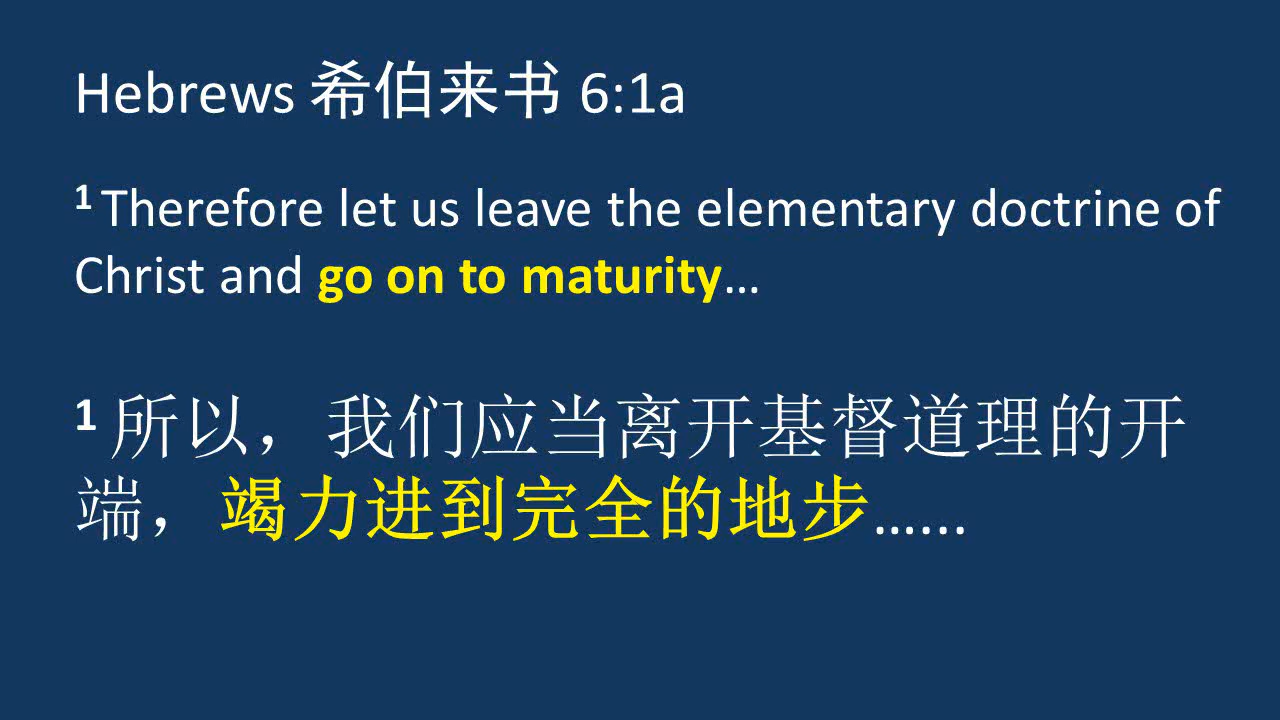 Hebrews 希伯来书 6:1a
1 Therefore let us leave the elementary doctrine of
Christ and go on to maturity…
1 所以，我们应当离开基督道理的开
端，竭力进到完全的地步…...